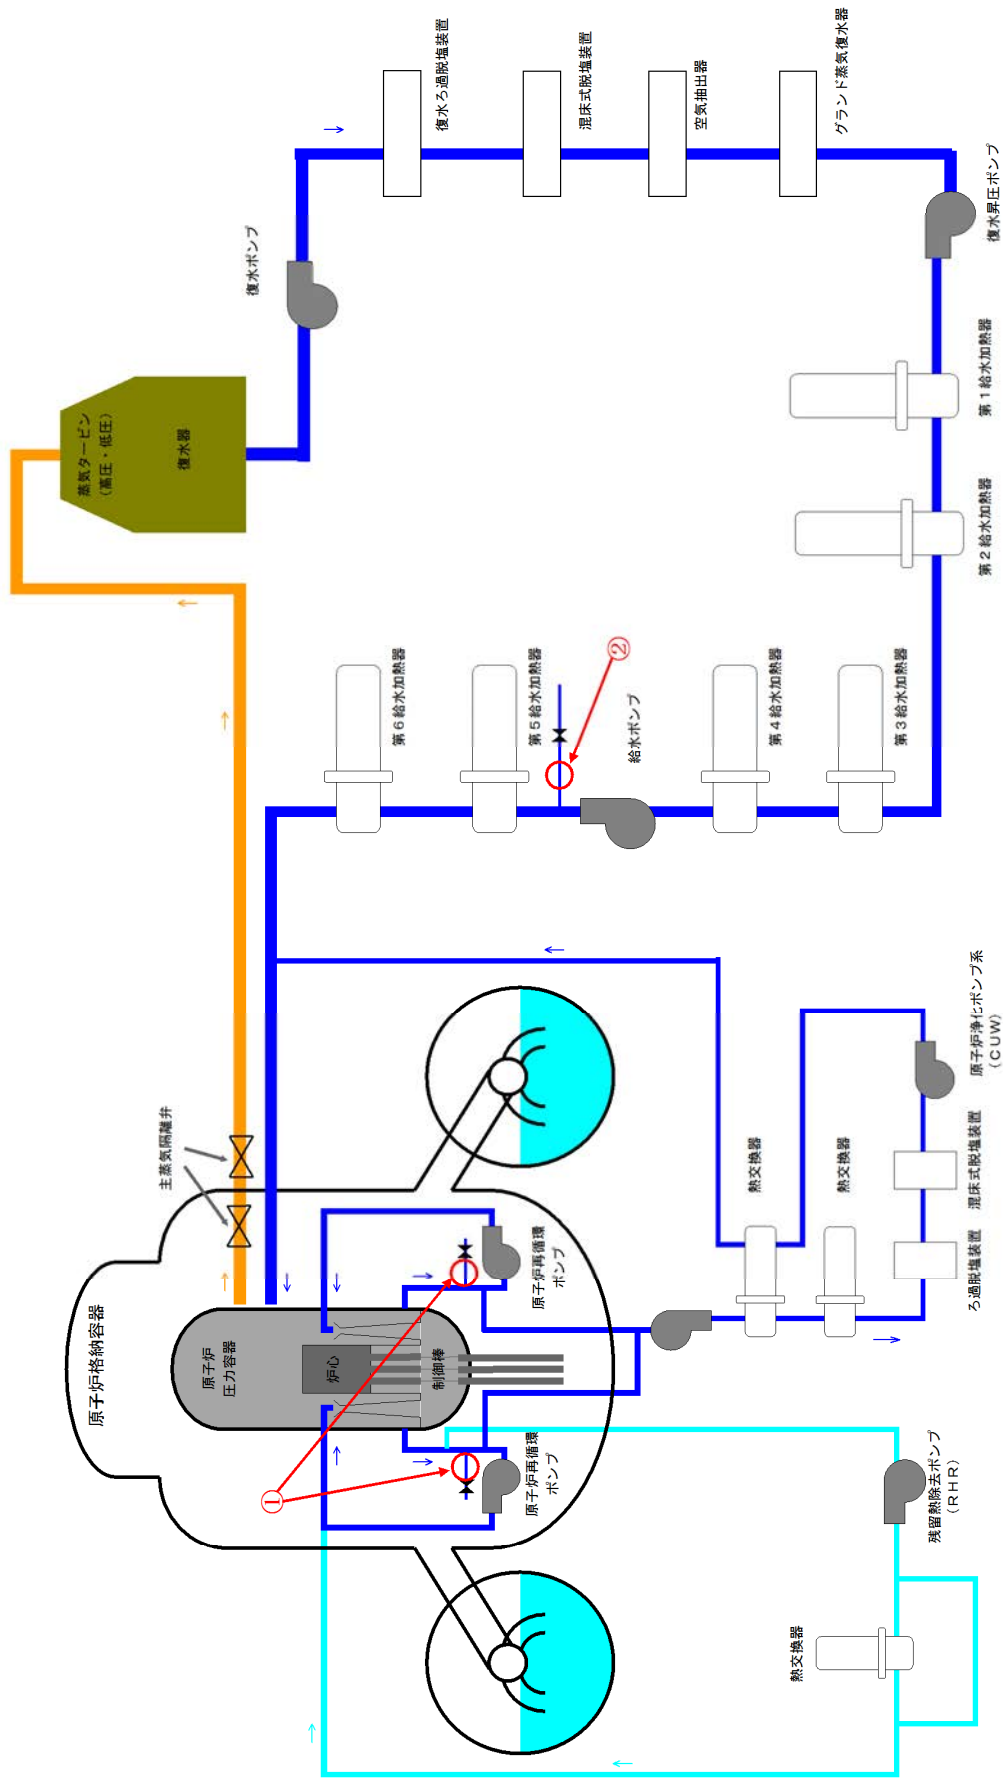 原子炉格納容器
主蒸気隔離弁
蒸気タービン
(高圧・低圧)
復水器
復水ポンプ
復水ろ過脱塩装置
混床式脱塩装置
空気抽出器
グランド蒸気復水器
復水昇圧ポンプ
原子炉
圧力容器
炉心
制御棒
①
原子炉再循環
ポンプ
原子炉再循環
ポンプ
第6給水加熱器
第5給水加熱器
②
給水ポンプ
第4給水加熱器
第3給水加熱器
第2給水加熱器
第1給水加熱器
熱交換器
残留熱除去ポンプ
(RHR)
熱交換器
熱交換器
ろ過脱塩装置
混床式脱塩装置
原子炉浄化ポンプ系
(CUW)